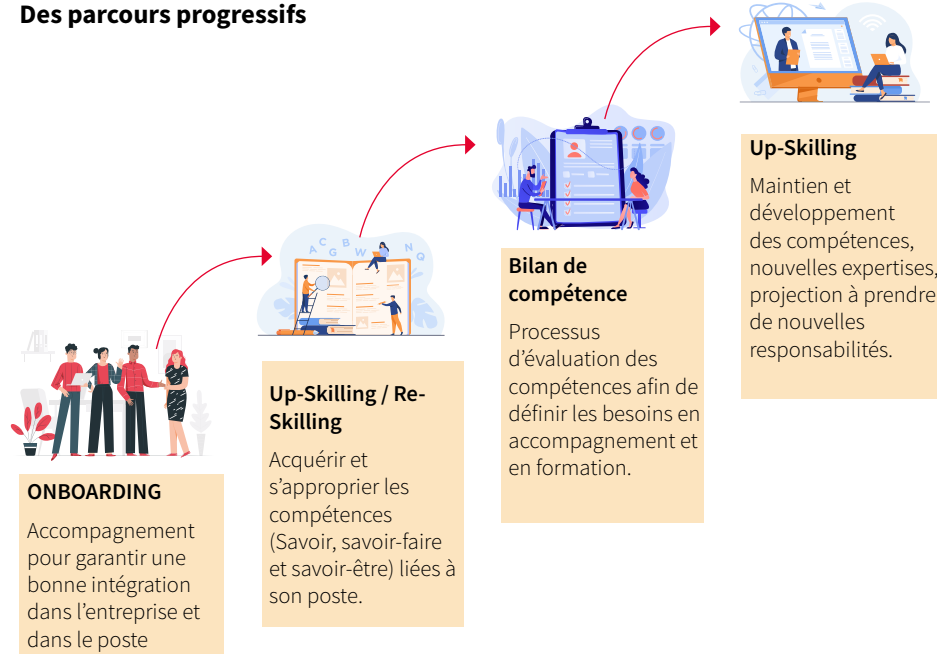 Des parcours progressifs
ONBOARDING
Accompagnement
pour garantir une
bonne intégration
dans l’entreprise et
dans le poste
A C G B W N Q
Up-Skilling / Re-
Skilling
Acquérir et
s’approprier les
compétences
(Savoir, savoir-faire
et savoir-être) liées à
son poste.
Bilan de
compétence
Processus
d’évaluation des
compétences afin de
définir les besoins en
accompagnement et
en formation.
Up-Skilling
Maintien et
développement
des compétences,
nouvelles expertises,
projection à prendre
de nouvelles
responsabilités.